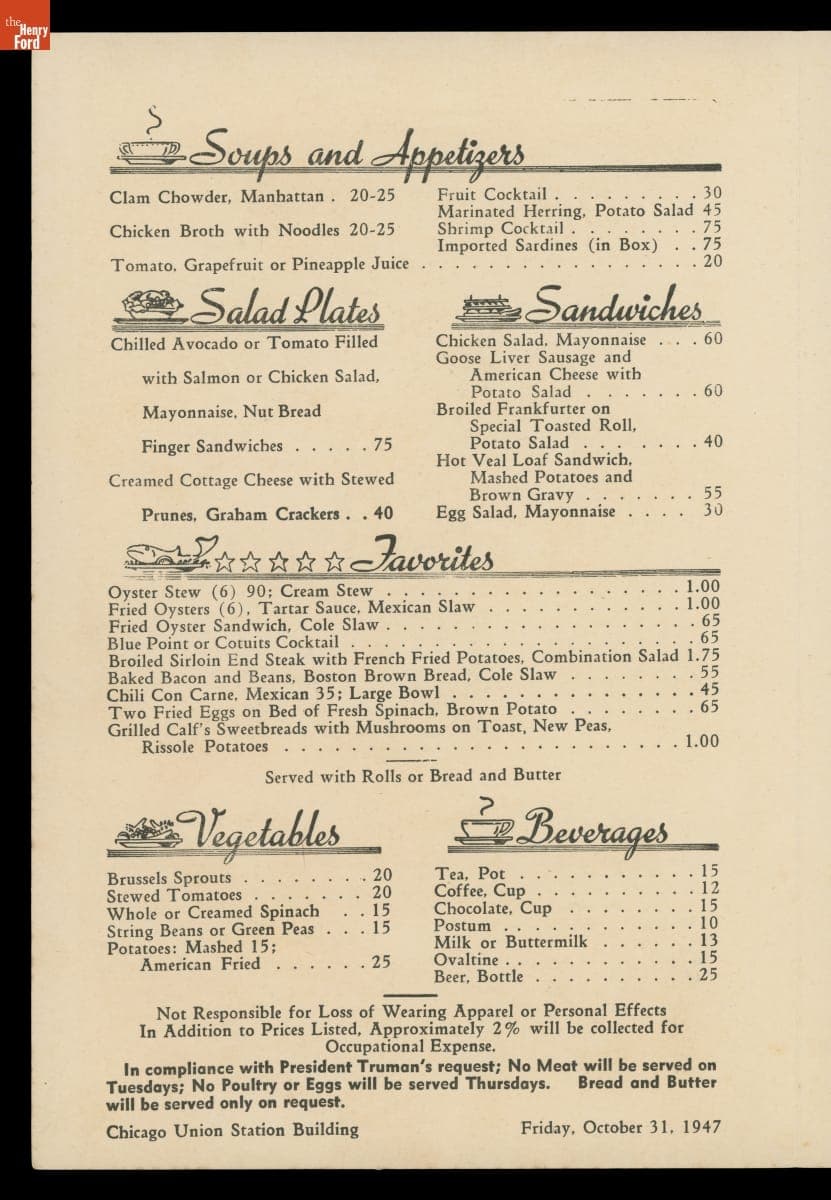 the
Henry
Ford
Soups and Appetizers
Clam Chowder, Manhattan . 20-25
Chicken Broth with Noodles 20-25
Fruit Cocktail . . . . . . . . . 30
Marinated Herring, Potato Salad 45
Shrimp Cocktail . . . . . . . . 75
Imported Sardines (in Box) . . 75
Tomato, Grapefruit or Pineapple Juice . . . . . . . . . . . . . . . . . 20
Salad Plates
Chilled Avocado or Tomato Filled
with Salmon or Chicken Salad,
Mayonnaise, Nut Bread
Finger Sandwiches . . . . . 75
Creamed Cottage Cheese with Stewed
Prunes, Graham Crackers . . 40
Sandwiches
Chicken Salad, Mayonnaise . . . 60
Goose Liver Sausage and
American Cheese with
Potato Salad . . . . . . . 60
Broiled Frankfurter on
Special Toasted Roll,
Potato Salad . . . . . . . 40
Hot Veal Loaf Sandwich,
Mashed Potatoes and
Brown Gravy . . . . . . . 55
Egg Salad, Mayonnaise . . . . 30
Favorites
Oyster Stew (6) 90; Cream Stew . . . . . . . . . . . . . . . . . . 1.00
Fried Oysters (6), Tartar Sauce, Mexican Slaw . . . . . . . . . . . . 1.00
Fried Oyster Sandwich, Cole Slaw . . . . . . . . . . . . . . . . . . 65
Blue Point or Cotuits Cocktail . . . . . . . . . . . . . . . . . . . 65
Broiled Sirloin End Steak with French Fried Potatoes, Combination Salad 1.75
Baked Bacon and Beans, Boston Brown Bread, Cole Slaw . . . . . . . . 55
Chili Con Carne, Mexican 35; Large Bowl . . . . . . . . . . . . . . 45
Two Fried Eggs on Bed of Fresh Spinach, Brown Potato . . . . . . . . 65
Grilled Calf's Sweetbreads with Mushrooms on Toast, New Peas,
Rissole Potatoes . . . . . . . . . . . . . . . . . . . . . . . . 1.00
Served with Rolls or Bread and Butter
Vegetables
Brussels Sprouts . . . . . . . . 20
Stewed Tomatoes . . . . . . . 20
Whole or Creamed Spinach . . 15
String Beans or Green Peas . . . 15
Potatoes: Mashed 15;
American Fried . . . . . . 25
Beverages
Tea, Pot . . . . . . . . . . . 15
Coffee, Cup . . . . . . . . . . 12
Chocolate, Cup . . . . . . . . 15
Postum . . . . . . . . . . . . 10
Milk or Buttermilk . . . . . . 13
Ovaltine . . . . . . . . . . . . 15
Beer, Bottle . . . . . . . . . . 25
Not Responsible for Loss of Wearing Apparel or Personal Effects
In Addition to Prices Listed, Approximately 2% will be collected for
Occupational Expense.
In compliance with President Truman's request; No Meat will be served on
Tuesdays; No Poultry or Eggs will be served Thursdays. Bread and Butter
will be served only on request.
Chicago Union Station Building
Friday, October 31, 1947